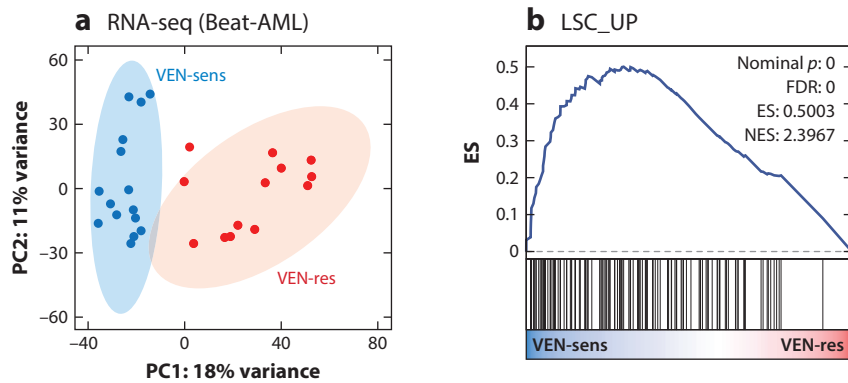 a RNA-seq (Beat-AML)
60
30
0
–30
–60
PC2: 11% variance
VEN-sens
VEN-res
–40
0
40
80
PC1: 18% variance
b LSC_UP
0.5
0.4
0.3
0.2
0.1
0
ES
Nominal p: 0
FDR: 0
ES: 0.5003
NES: 2.3967
VEN-sens
VEN-res